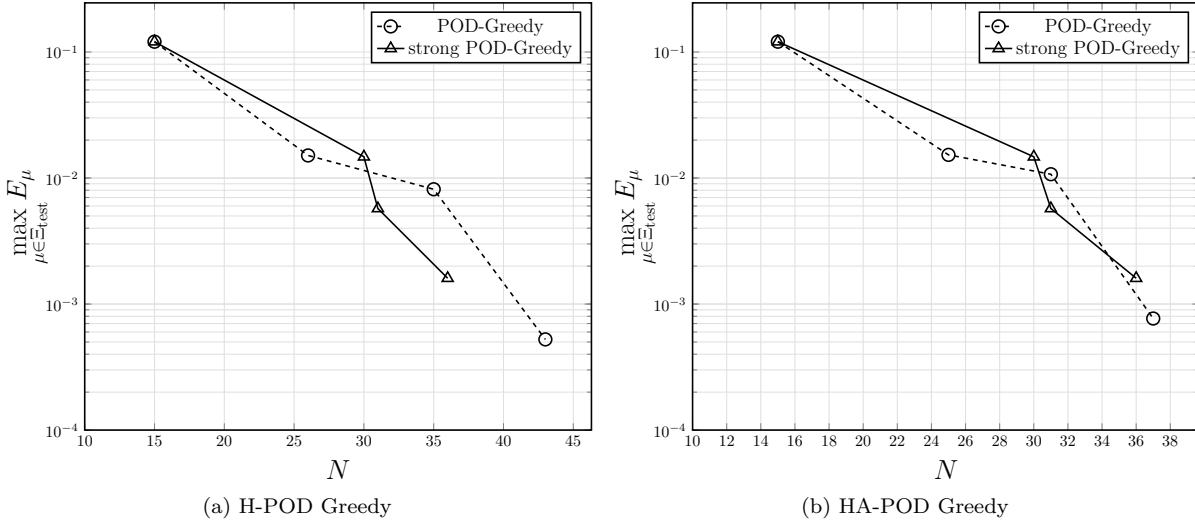 POD-Greedy
strong POD-Greedy
10^{-1}
10^{-2}
10^{-3}
10^{-4}
max E_μ
μ∈Ξ_test
10 15 20 25 30 35 40 45
N
(a) H-POD Greedy
POD-Greedy
strong POD-Greedy
10^{-1}
10^{-2}
10^{-3}
10^{-4}
max E_μ
μ∈Ξ_test
10 12 14 16 18 20 22 24 26 28 30 32 34 36 38
N
(b) HA-POD Greedy